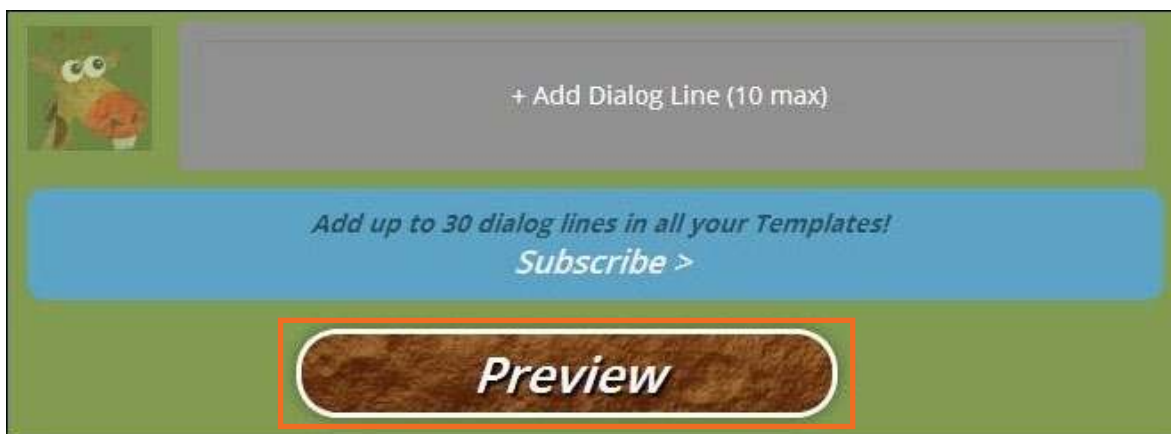 + Add Dialog Line (10 max)
Add up to 30 dialog lines in all your Templates!
Subscribe >
Preview